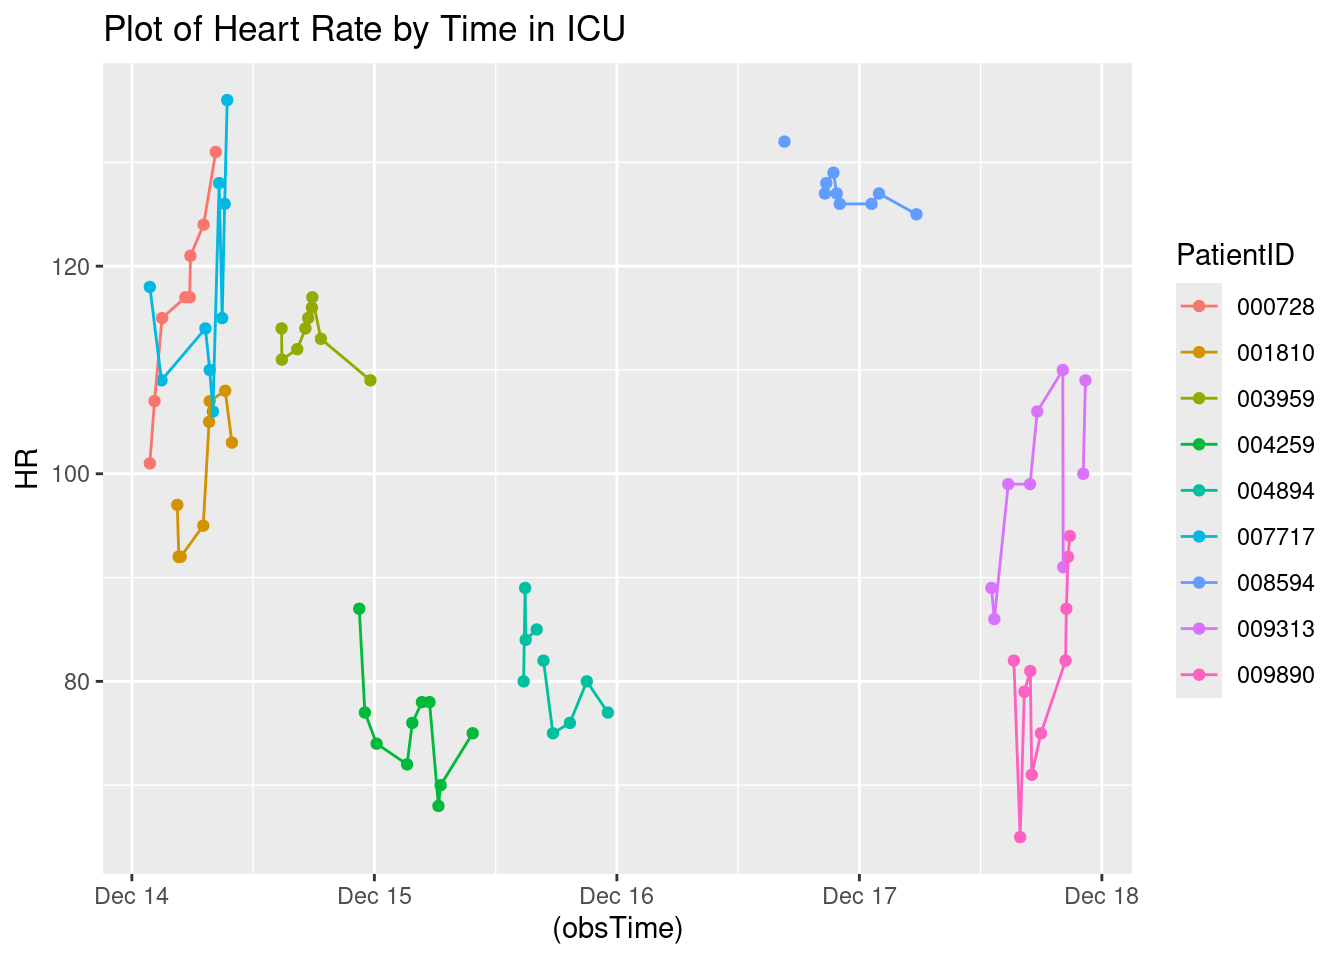 Plot of Heart Rate by Time in ICU
HR
120
100
80
Dec 14
Dec 15
Dec 16
Dec 17
Dec 18
(obsTime)
PatientID
000728
001810
003959
004259
004894
007717
008594
009313
009890